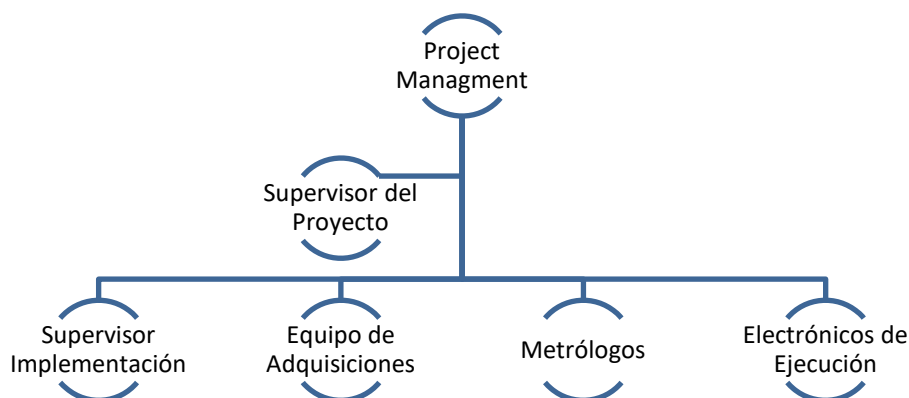 Project
Managment
Supervisor del
Proyecto
Supervisor
Implementación
Equipo de
Adquisiciones
Metrólogos
Electrónicos de
Ejecución